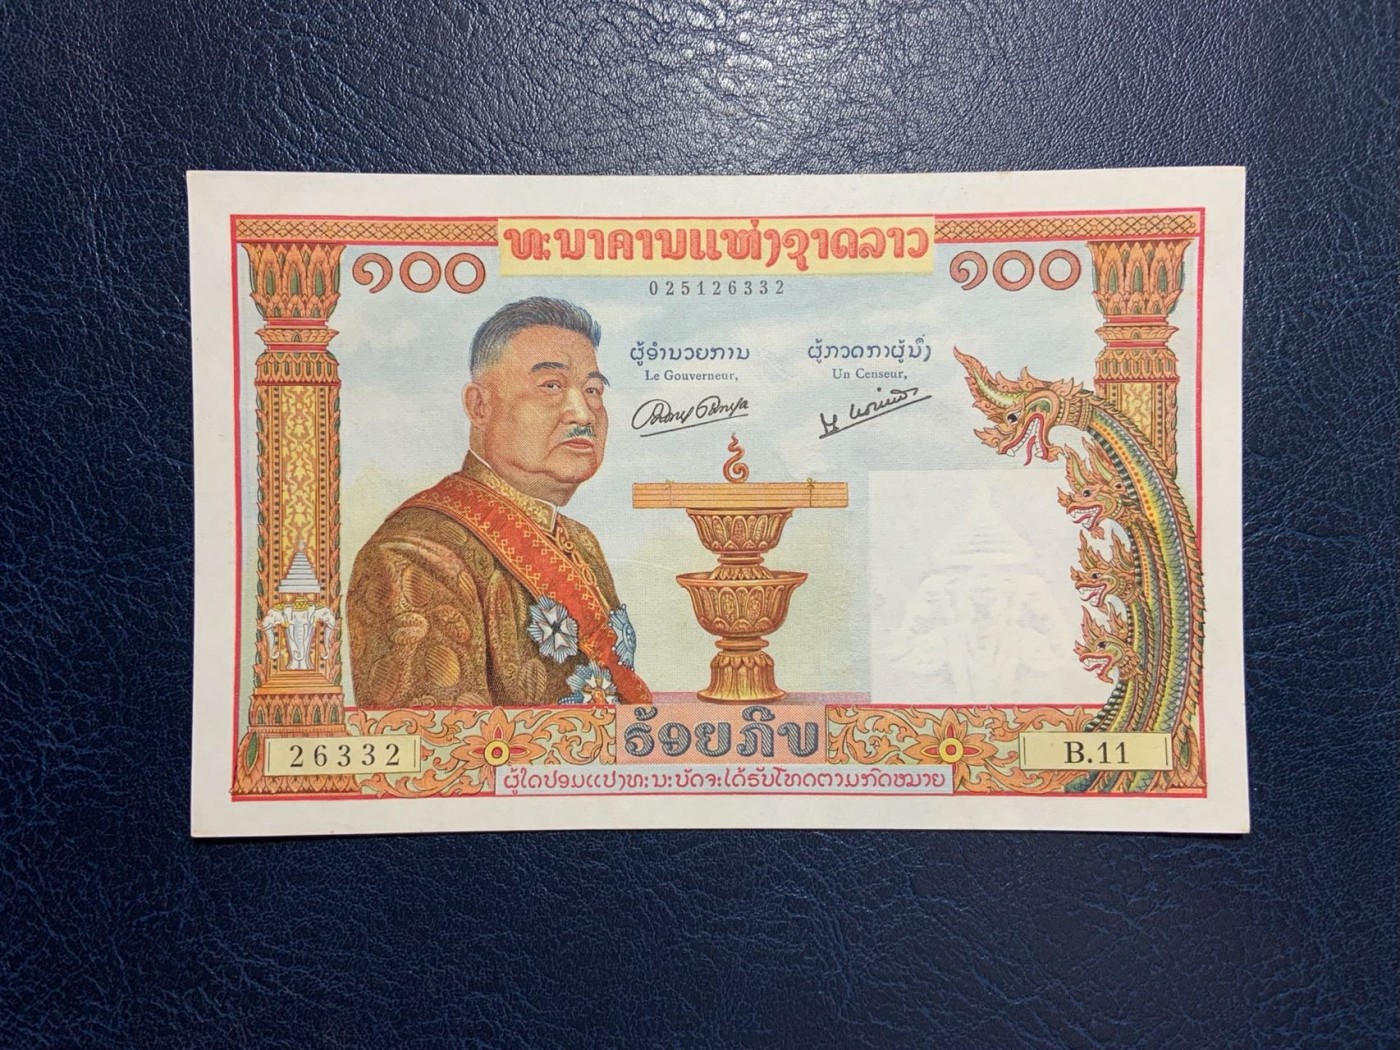 ທະນາຄານແຫ່ງຊາດລາວ
໑໐໐ ໑໐໐
025126332
ຜູ້ອຳນວຍການ ຜູ້ກວດກາຜູ້ນຶ່ງ
Le Gouverneur, Un Censeur,
ຮ້ອຍກີບ
26332 B.11
ຜູ້ໃດປອມແປງທະນະບັດຈະໄດ້ຮັບໂທດຕາມກົດໝາຍ